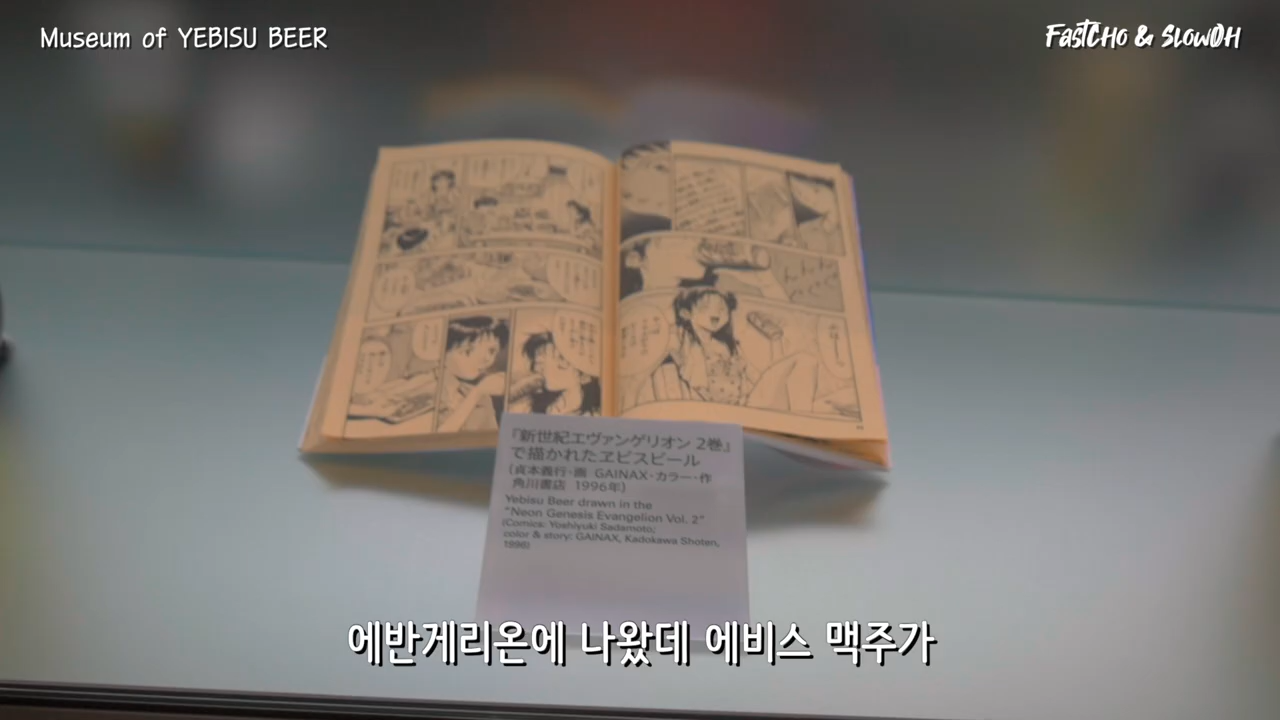 Museum of YEBISU BEER
FastCho & SlowOH
『新世紀エヴァンゲリオン 2巻』
で描かれたヱビスビール
(貞本義行・画 GAINAX・カラー・作
角川書店 1996年)
Yebisu Beer drawn in the
"Neon Genesis Evangelion Vol. 2"
(Comics: Yoshiyuki Sadamoto;
color & story: GAINAX, Kadokawa Shoten,
1996)
에반게리온에 나왔데 에비스 맥주가